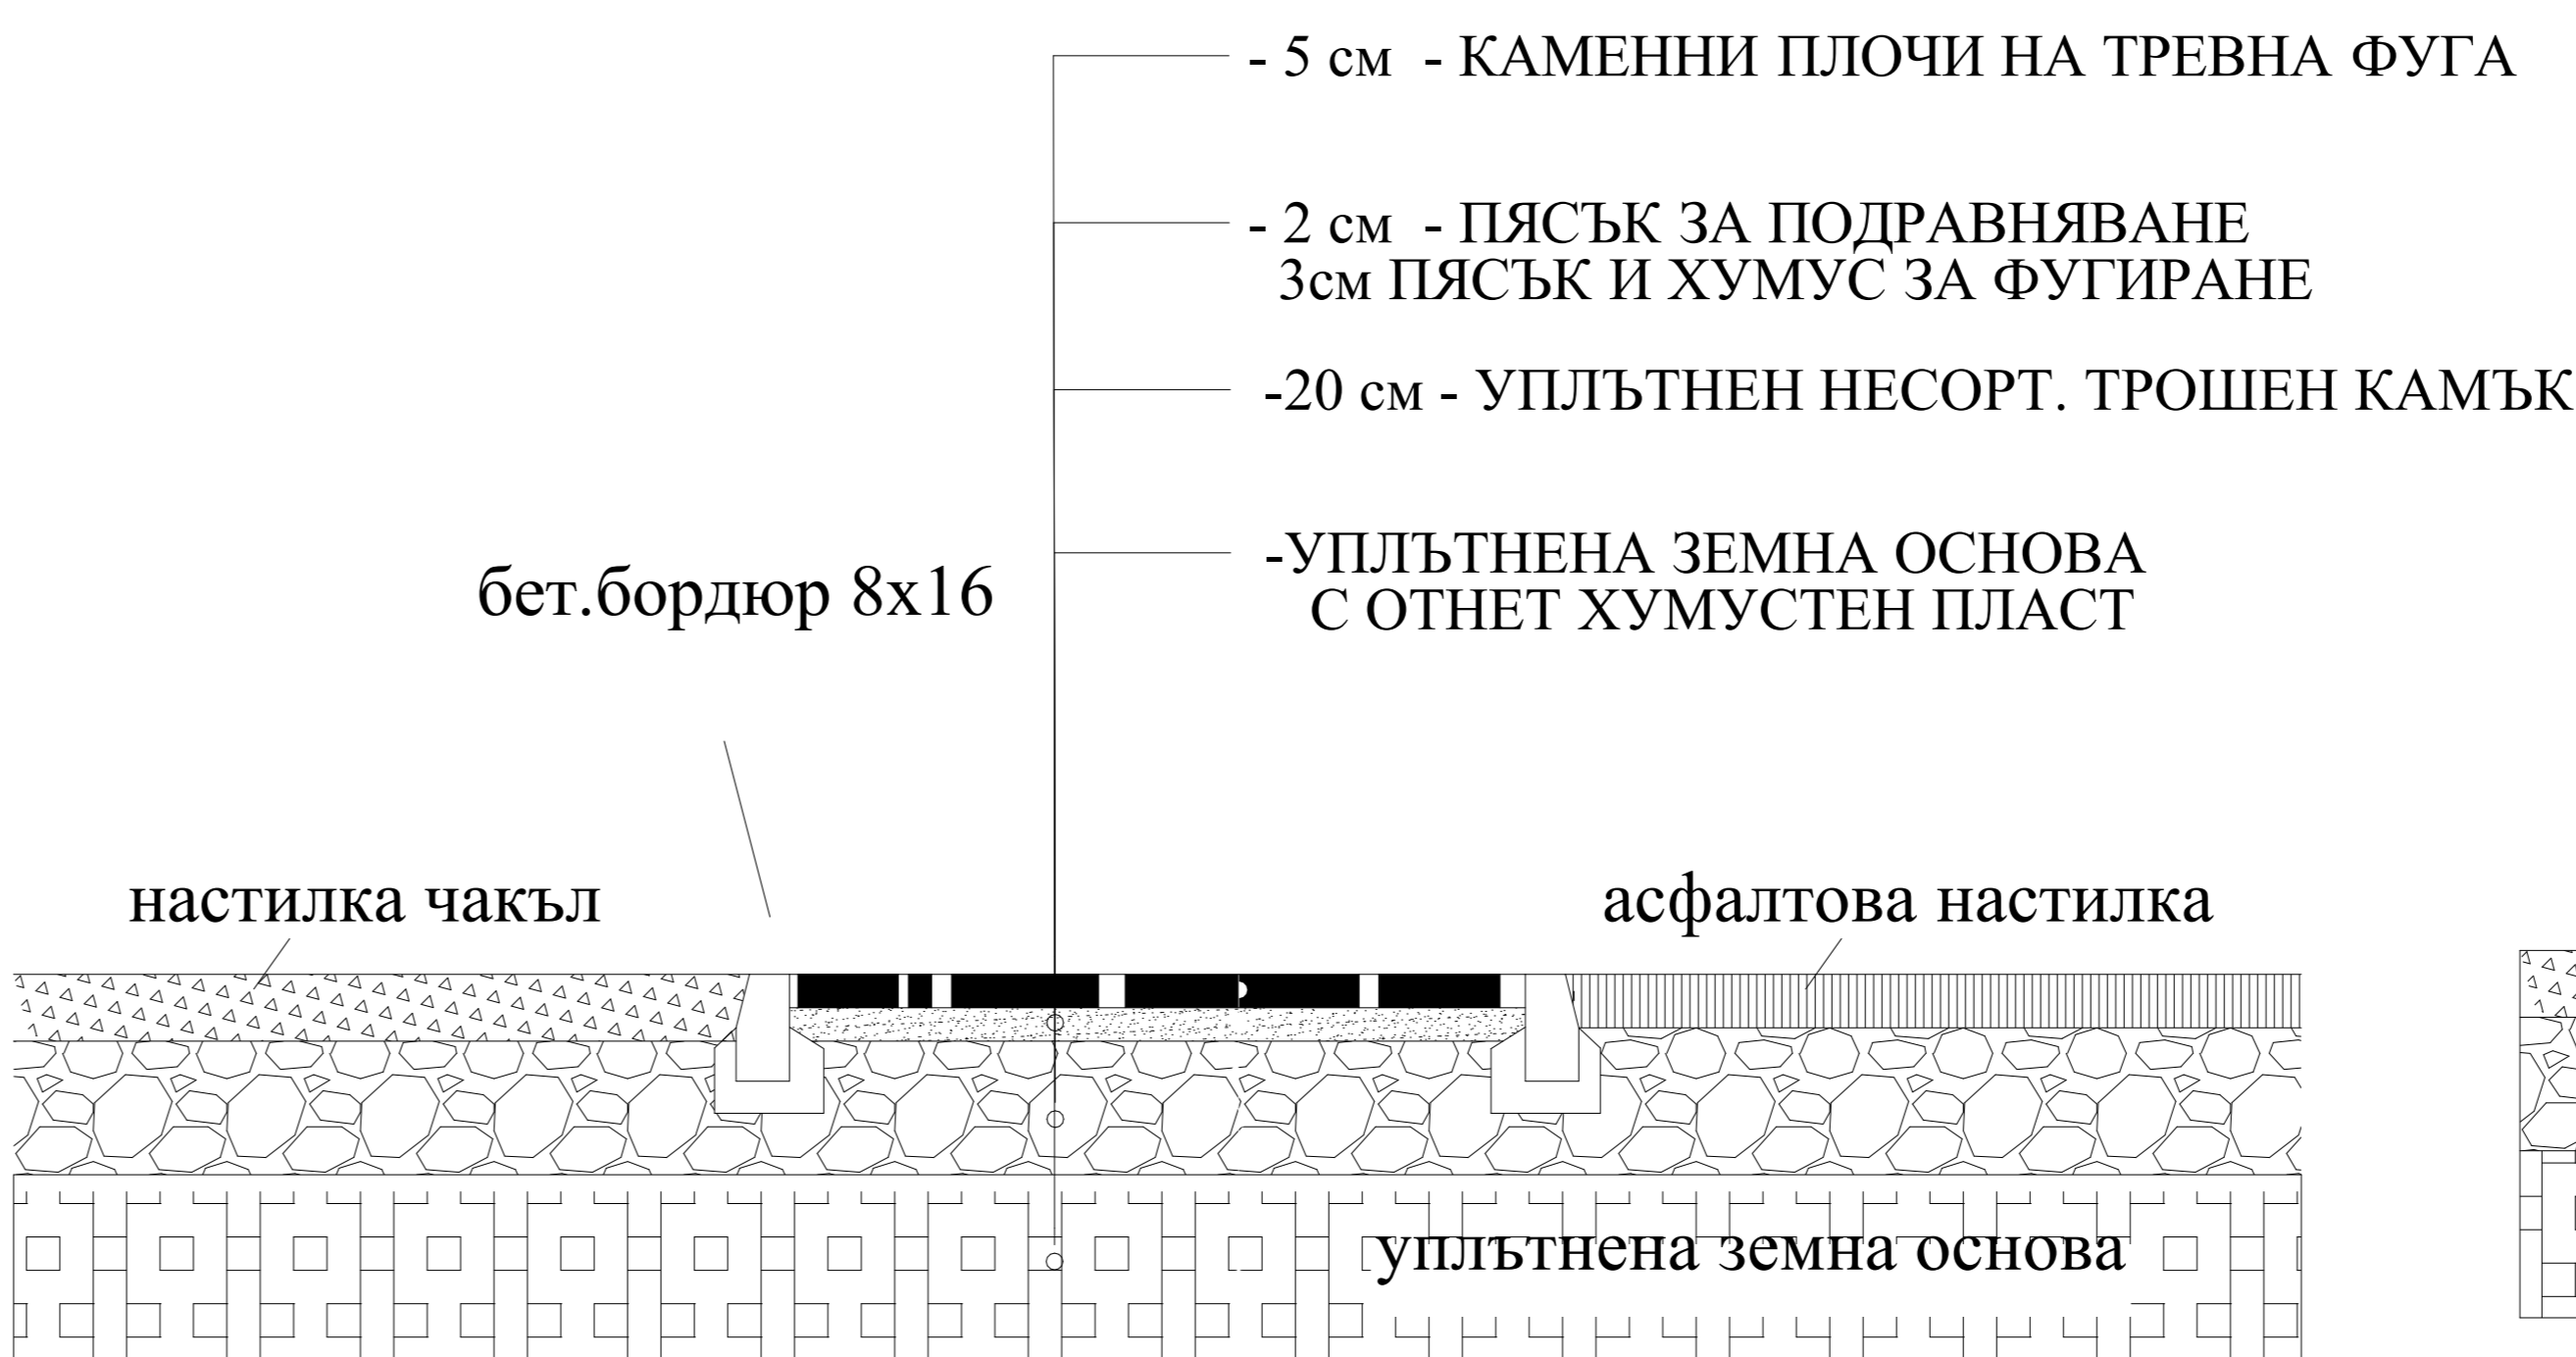 - 5 см - КАМЕННИ ПЛОЧИ НА ТРЕВНА ФУГА
- 2 см - ПЯСЪК ЗА ПОДРАВНЯВАНЕ
3см ПЯСЪК И ХУМУС ЗА ФУГИРАНЕ
-20 см - УПЛЪТНЕН НЕСОРТ. ТРОШЕН КАМЪК
-УПЛЪТНЕНА ЗЕМНА ОСНОВА
С ОТНЕТ ХУМУСТЕН ПЛАСТ
бет.бордюр 8х16
настилка чакъл
асфалтова настилка
уплътнена земна основа